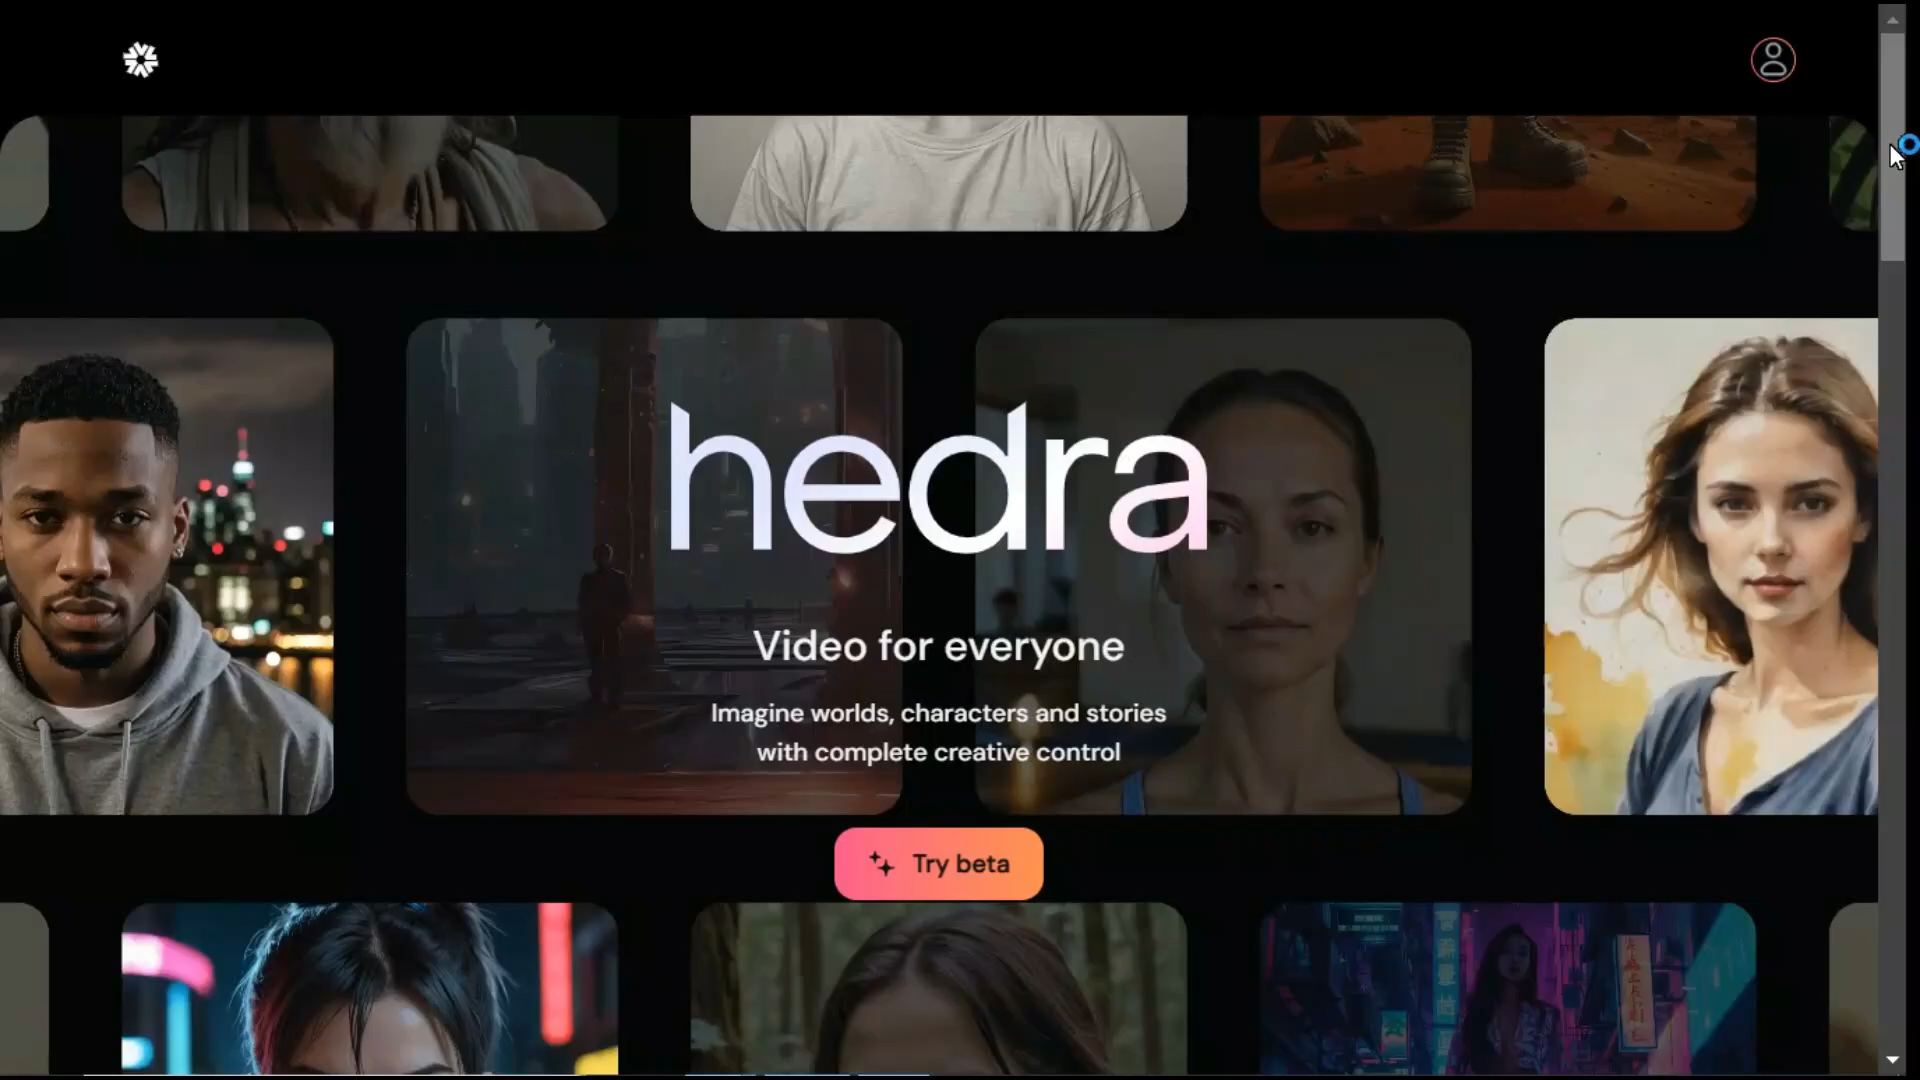 hedra
Video for everyone
Imagine worlds, characters and stories
with complete creative control
Try beta